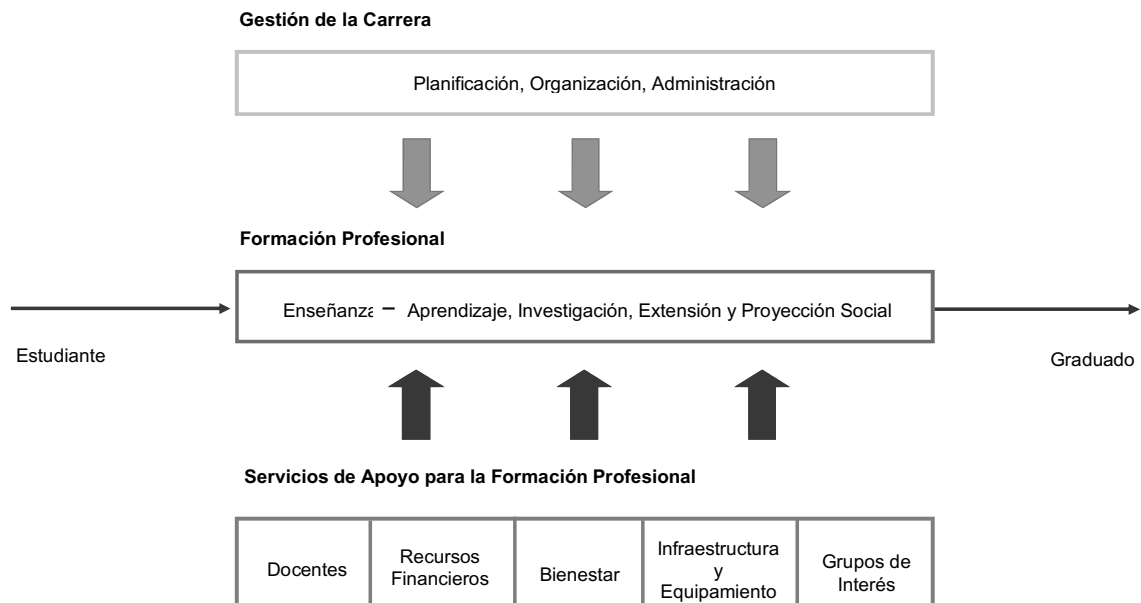 Gestión de la Carrera
Planificación, Organización, Administración
Formación Profesional
Enseñanza – Aprendizaje, Investigación, Extensión y Proyección Social
Estudiante
Graduado
Servicios de Apoyo para la Formación Profesional
Docentes
Recursos
Financieros
Bienestar
Infraestructura
y
Equipamiento
Grupos de
Interés